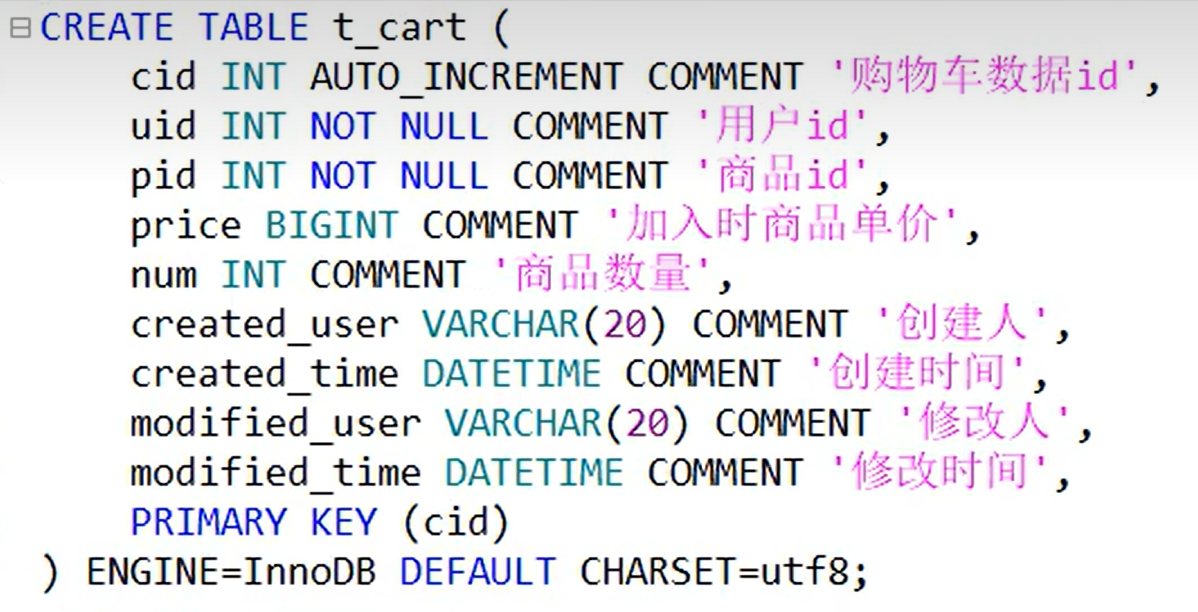 CREATE TABLE t_cart (
cid INT AUTO_INCREMENT COMMENT '购物车数据id',
uid INT NOT NULL COMMENT '用户id',
pid INT NOT NULL COMMENT '商品id',
price BIGINT COMMENT '加入时商品单价',
num INT COMMENT '商品数量',
created_user VARCHAR(20) COMMENT '创建人',
created_time DATETIME COMMENT '创建时间',
modified_user VARCHAR(20) COMMENT '修改人',
modified_time DATETIME COMMENT '修改时间',
PRIMARY KEY (cid)
) ENGINE=InnoDB DEFAULT CHARSET=utf8;